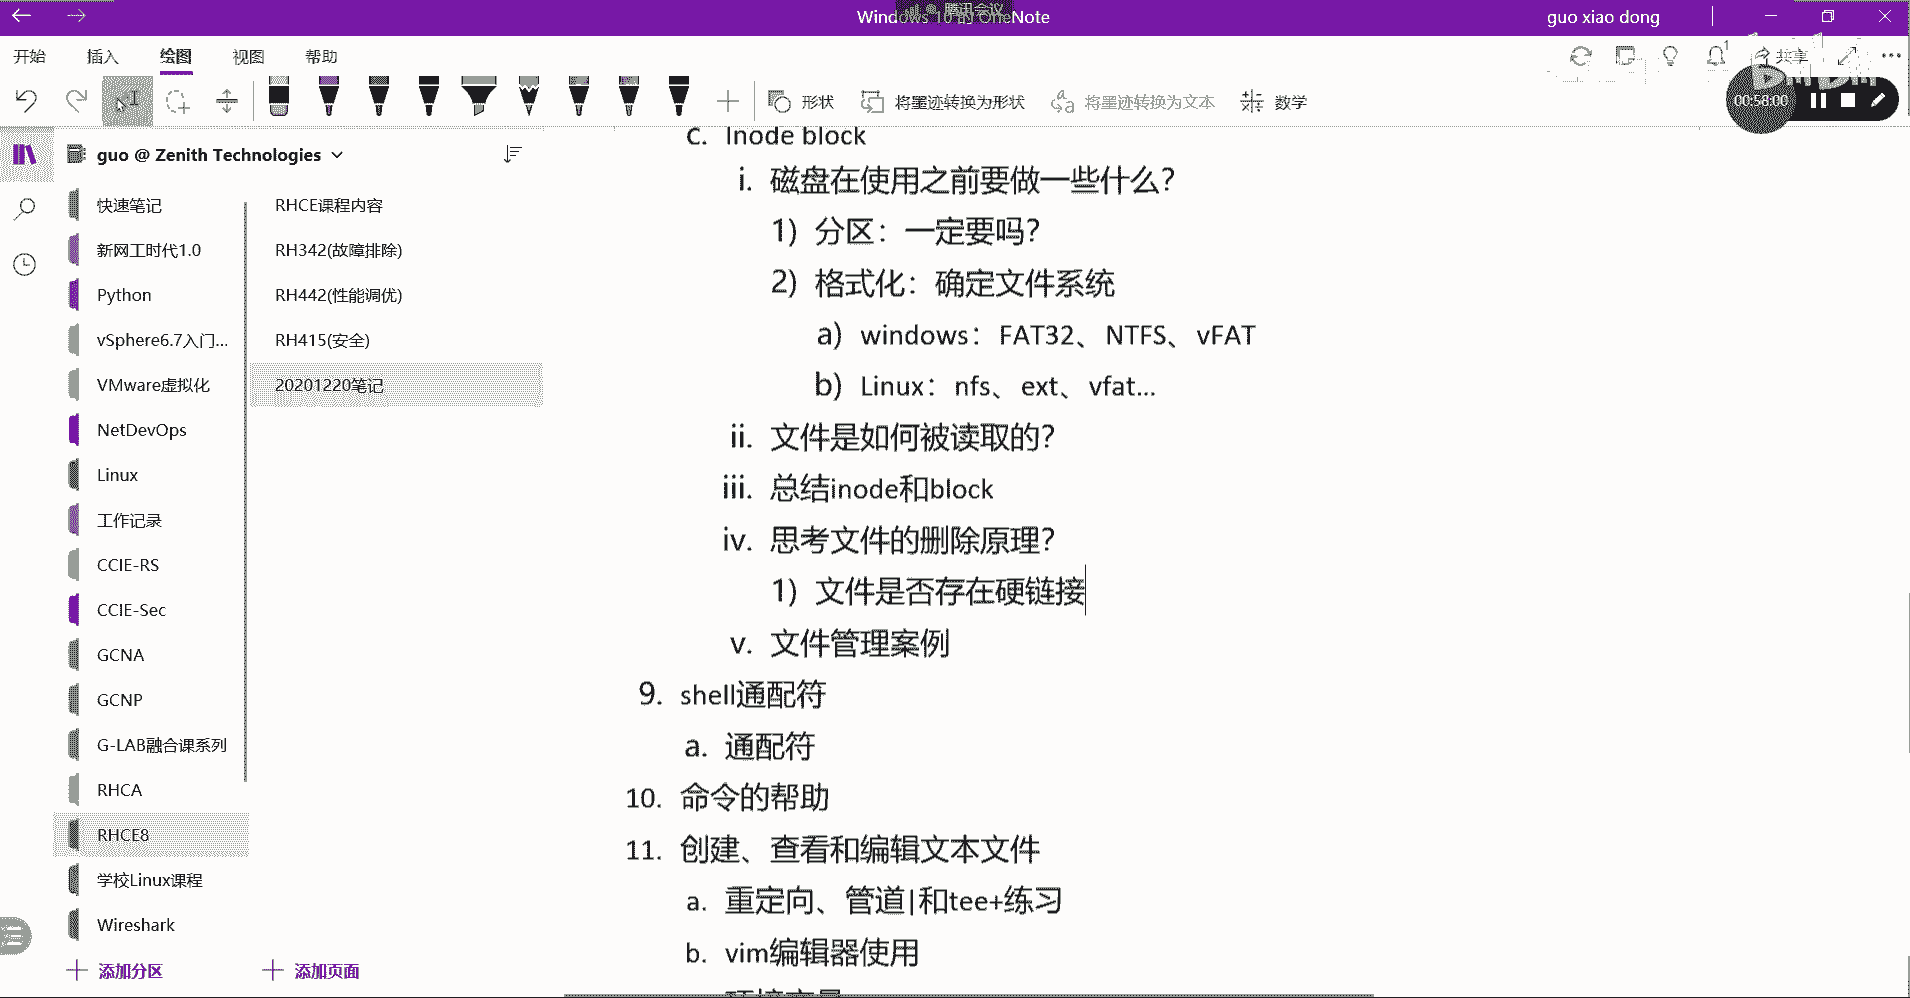 Windows 10 的 OneNote
腾讯会议
guo xiao dong
开始 插入 绘图 视图 帮助
共享
形状 将墨迹转换为形状 将墨迹转换为文本 数学
00:58:00
guo @ Zenith Technologies
快速笔记
新网工时代1.0
Python
vSphere6.7入门...
VMware虚拟化
NetDevOps
Linux
工作记录
CCIE-RS
CCIE-Sec
GCNA
GCNP
G-LAB融合课系列
RHCA
RHCE8
学校Linux课程
Wireshark
添加分区
RHCE课程内容
RH342(故障排除)
RH442(性能调优)
RH415(安全)
20201220笔记
添加页面
c. Inode block
i. 磁盘在使用之前要做一些什么?
1) 分区：一定要吗?
2) 格式化：确定文件系统
a) windows：FAT32、NTFS、vFAT
b) Linux：nfs、ext、vfat...
ii. 文件是如何被读取的?
iii. 总结inode和block
iv. 思考文件的删除原理?
1) 文件是否存在硬链接
v. 文件管理案例
9. shell通配符
a. 通配符
10. 命令的帮助
11. 创建、查看和编辑文本文件
a. 重定向、管道|和tee+练习
b. vim编辑器使用